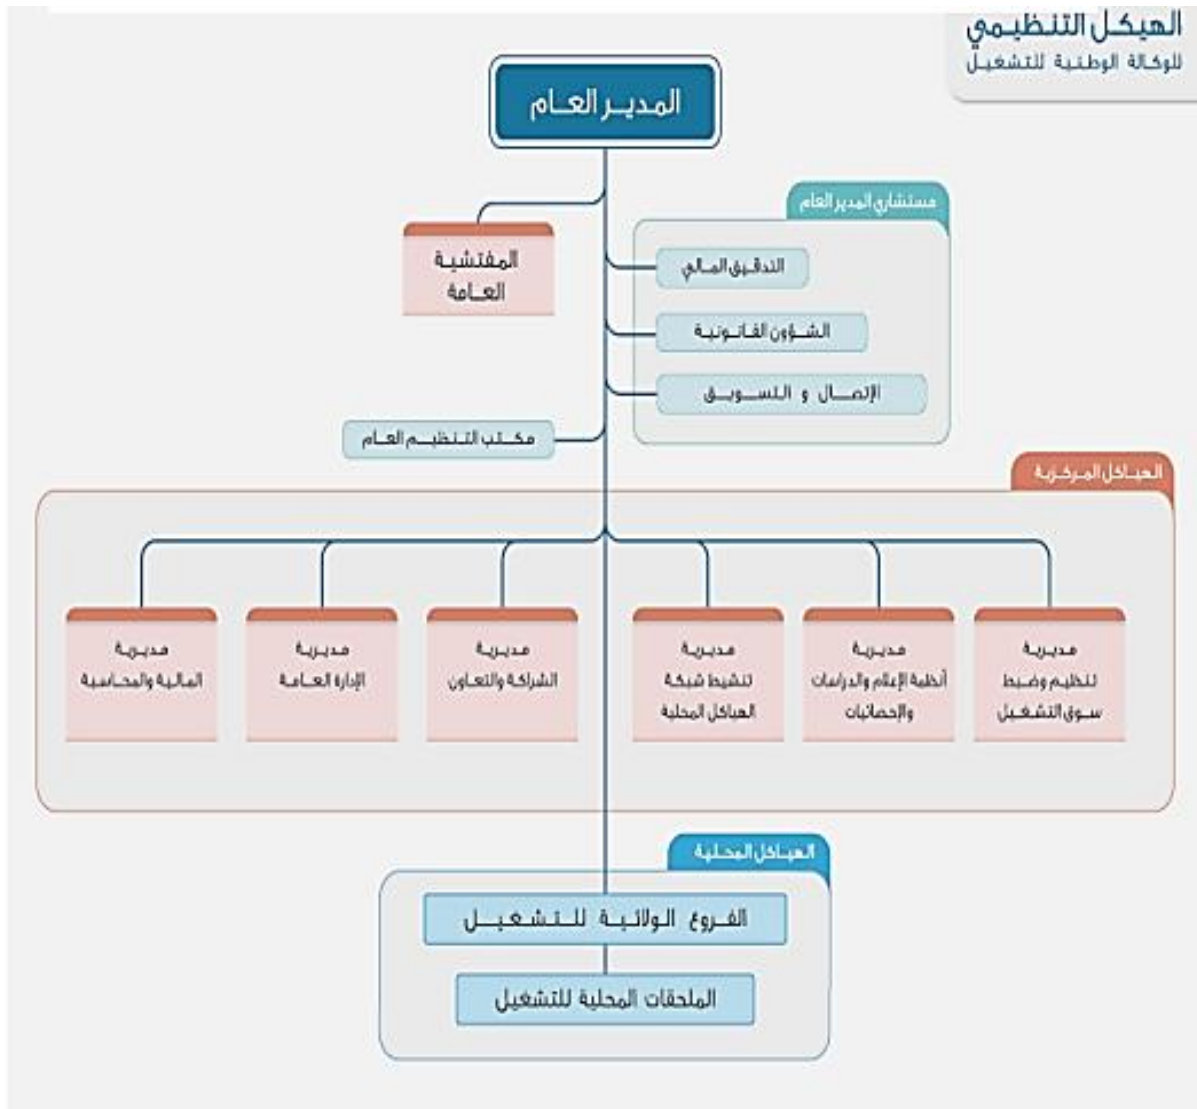 الهيكل التنظيمي
للوكالة الوطنية للتشغيل
المدير العام
مستشاري المدير العام
التدقيق المالي
الشؤون القانونية
الإتصال و التسويق
المفتشية
العامة
مكتب التنظيم العام
الهياكل المركزية
مديرية
تنظيم وضبط
سوق التشغيل
مديرية
أنظمة الإعلام والدراسات
والإحصائيات
مديرية
تنشيط شبكة
الهياكل المحلية
مديرية
الشراكة والتعاون
مديرية
الإدارة العامة
مديرية
المالية والمحاسبة
الهياكل المحلية
الفروع الولائية للتشغيل
الملحقات المحلية للتشغيل